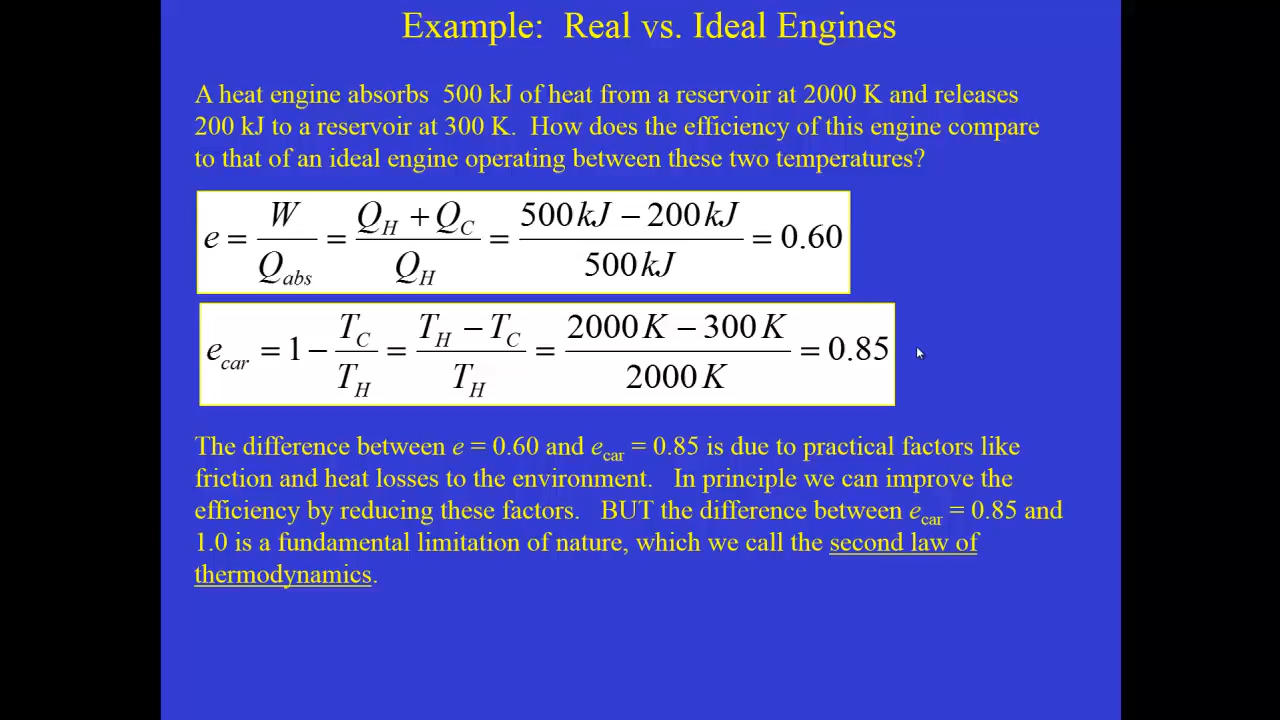 Example:  Real vs. Ideal Engines
A heat engine absorbs  500 kJ of heat from a reservoir at 2000 K and releases
200 kJ to a reservoir at 300 K.  How does the efficiency of this engine compare
to that of an ideal engine operating between these two temperatures?
e = W/Q_abs = (Q_H + Q_C)/Q_H = (500 kJ − 200 kJ)/(500 kJ) = 0.60
e_car = 1 − T_C/T_H = (T_H − T_C)/T_H = (2000 K − 300 K)/(2000 K) = 0.85
The difference between e = 0.60 and e_car = 0.85 is due to practical factors like
friction and heat losses to the environment.   In principle we can improve the
efficiency by reducing these factors.   BUT the difference between e_car = 0.85 and
1.0 is a fundamental limitation of nature, which we call the second law of
thermodynamics.